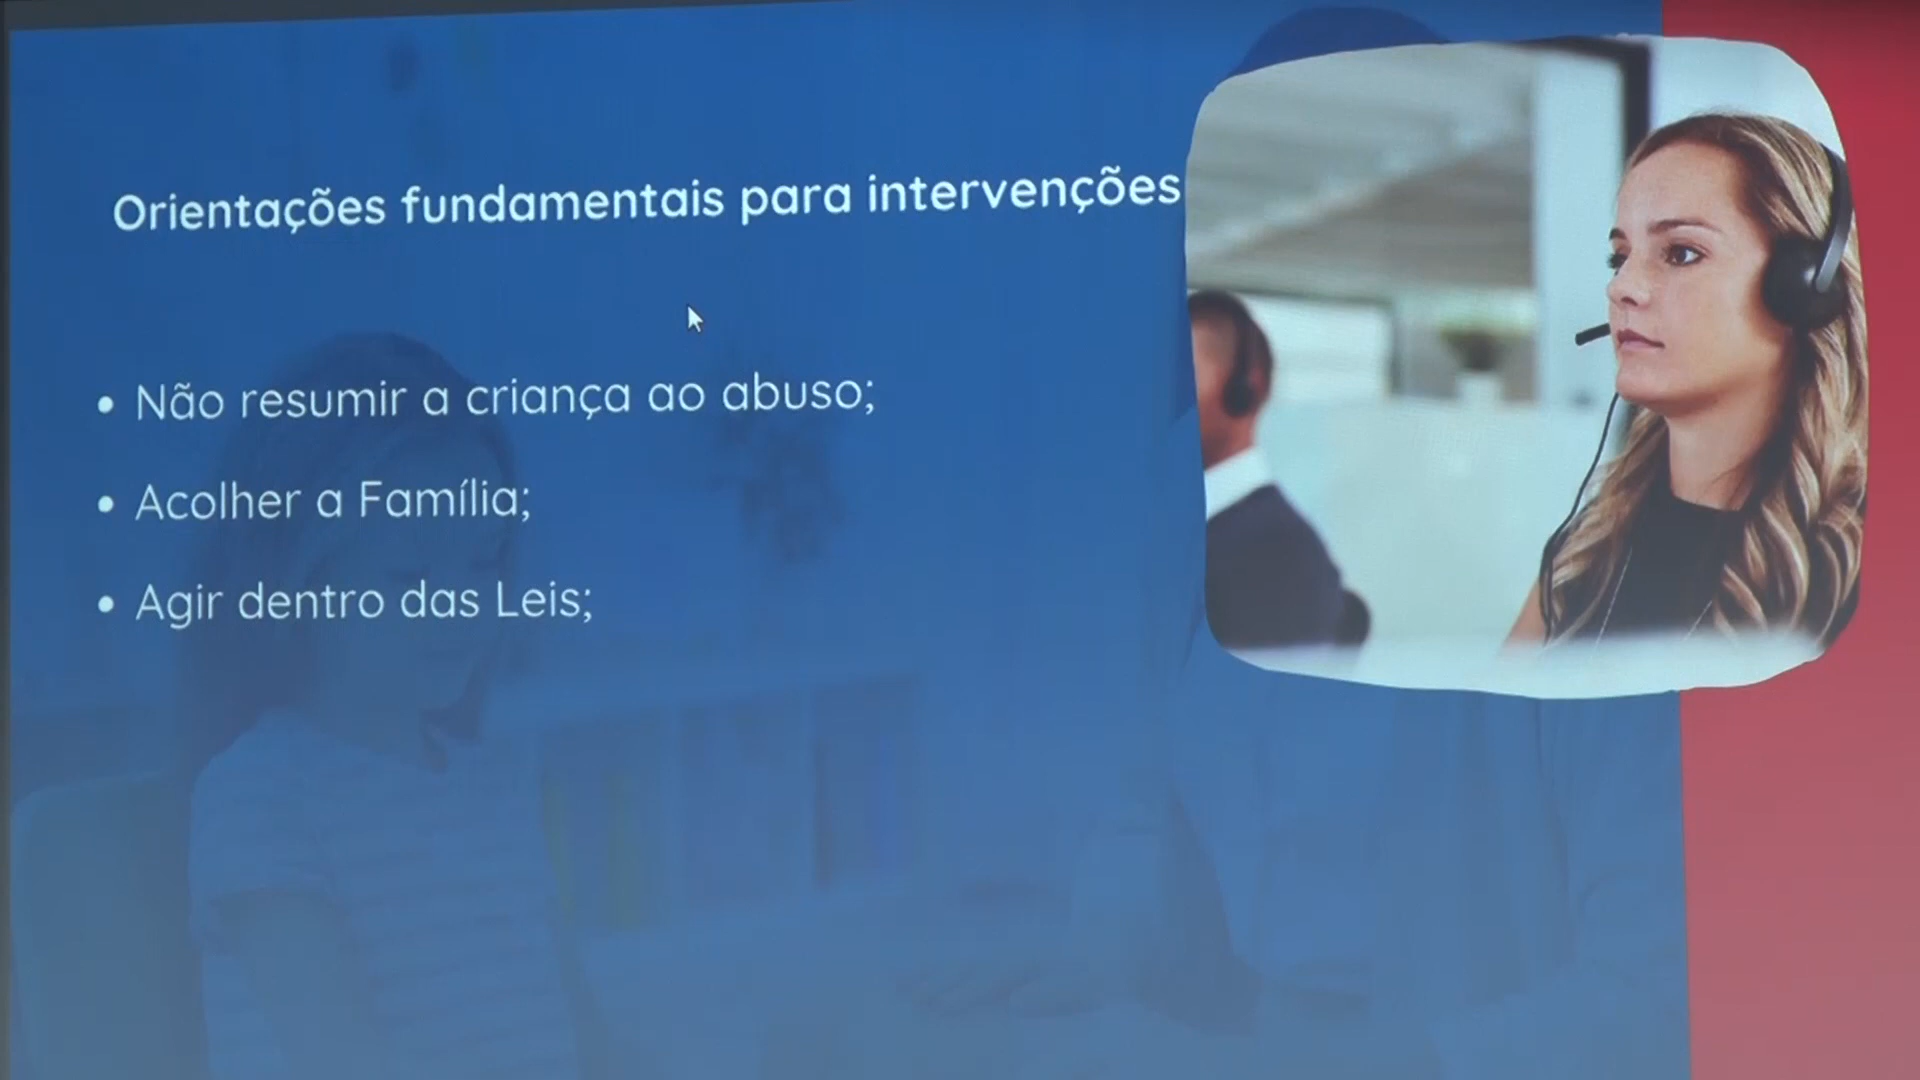 Orientações fundamentais para intervenções
• Não resumir a criança ao abuso;
• Acolher a Família;
• Agir dentro das Leis;